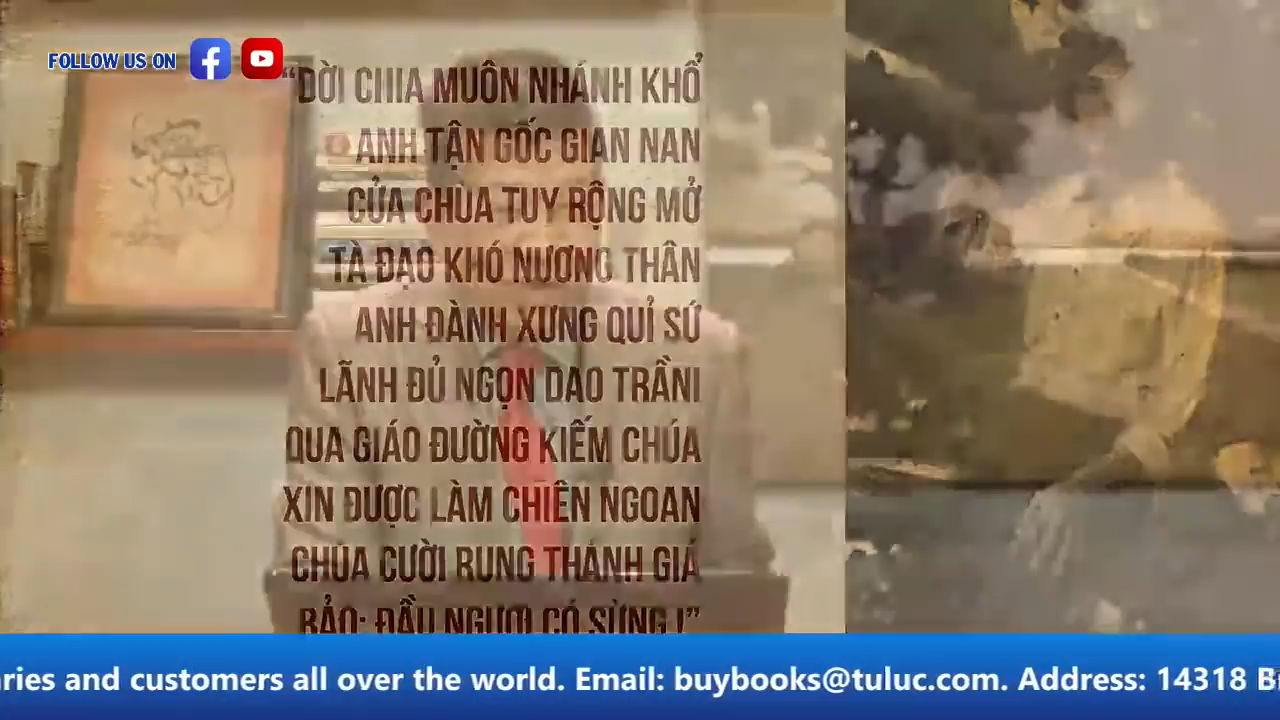 FOLLOW US ON
“ĐỜI CHIA MUÔN NHÁNH KHỔ
ANH TẬN GỐC GIAN NAN
CỬA CHÙA TUY RỘNG MỞ
TÀ ĐẠO KHÓ NƯƠNG THÂN
ANH ĐÀNH XƯNG QUỈ SỨ
LÃNH ĐỦ NGỌN DAO TRẦN!
QUA GIÁO ĐƯỜNG KIẾM CHÚA
XIN ĐƯỢC LÀM CHIÊN NGOAN
CHÚA CƯỜI RUNG THÁNH GIÁ
BẢO: ĐẦU NGƯƠI CÓ SỪNG !”
ries and customers all over the world. Email: buybooks@tuluc.com. Address: 14318 B